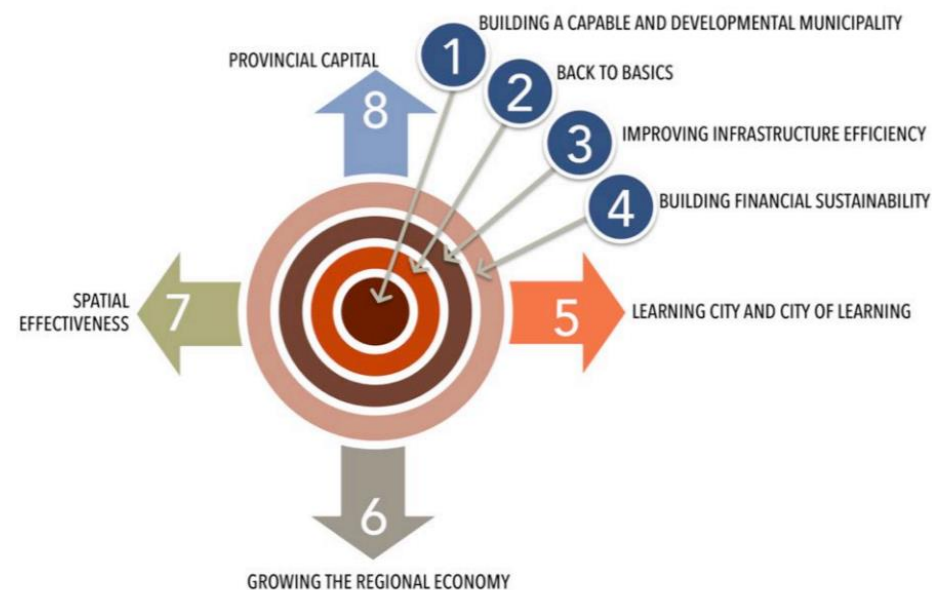 1
BUILDING A CAPABLE AND DEVELOPMENTAL MUNICIPALITY
2
BACK TO BASICS
3
IMPROVING INFRASTRUCTURE EFFICIENCY
4
BUILDING FINANCIAL SUSTAINABILITY
5
LEARNING CITY AND CITY OF LEARNING
6
GROWING THE REGIONAL ECONOMY
7
SPATIAL
EFFECTIVENESS
8
PROVINCIAL CAPITAL